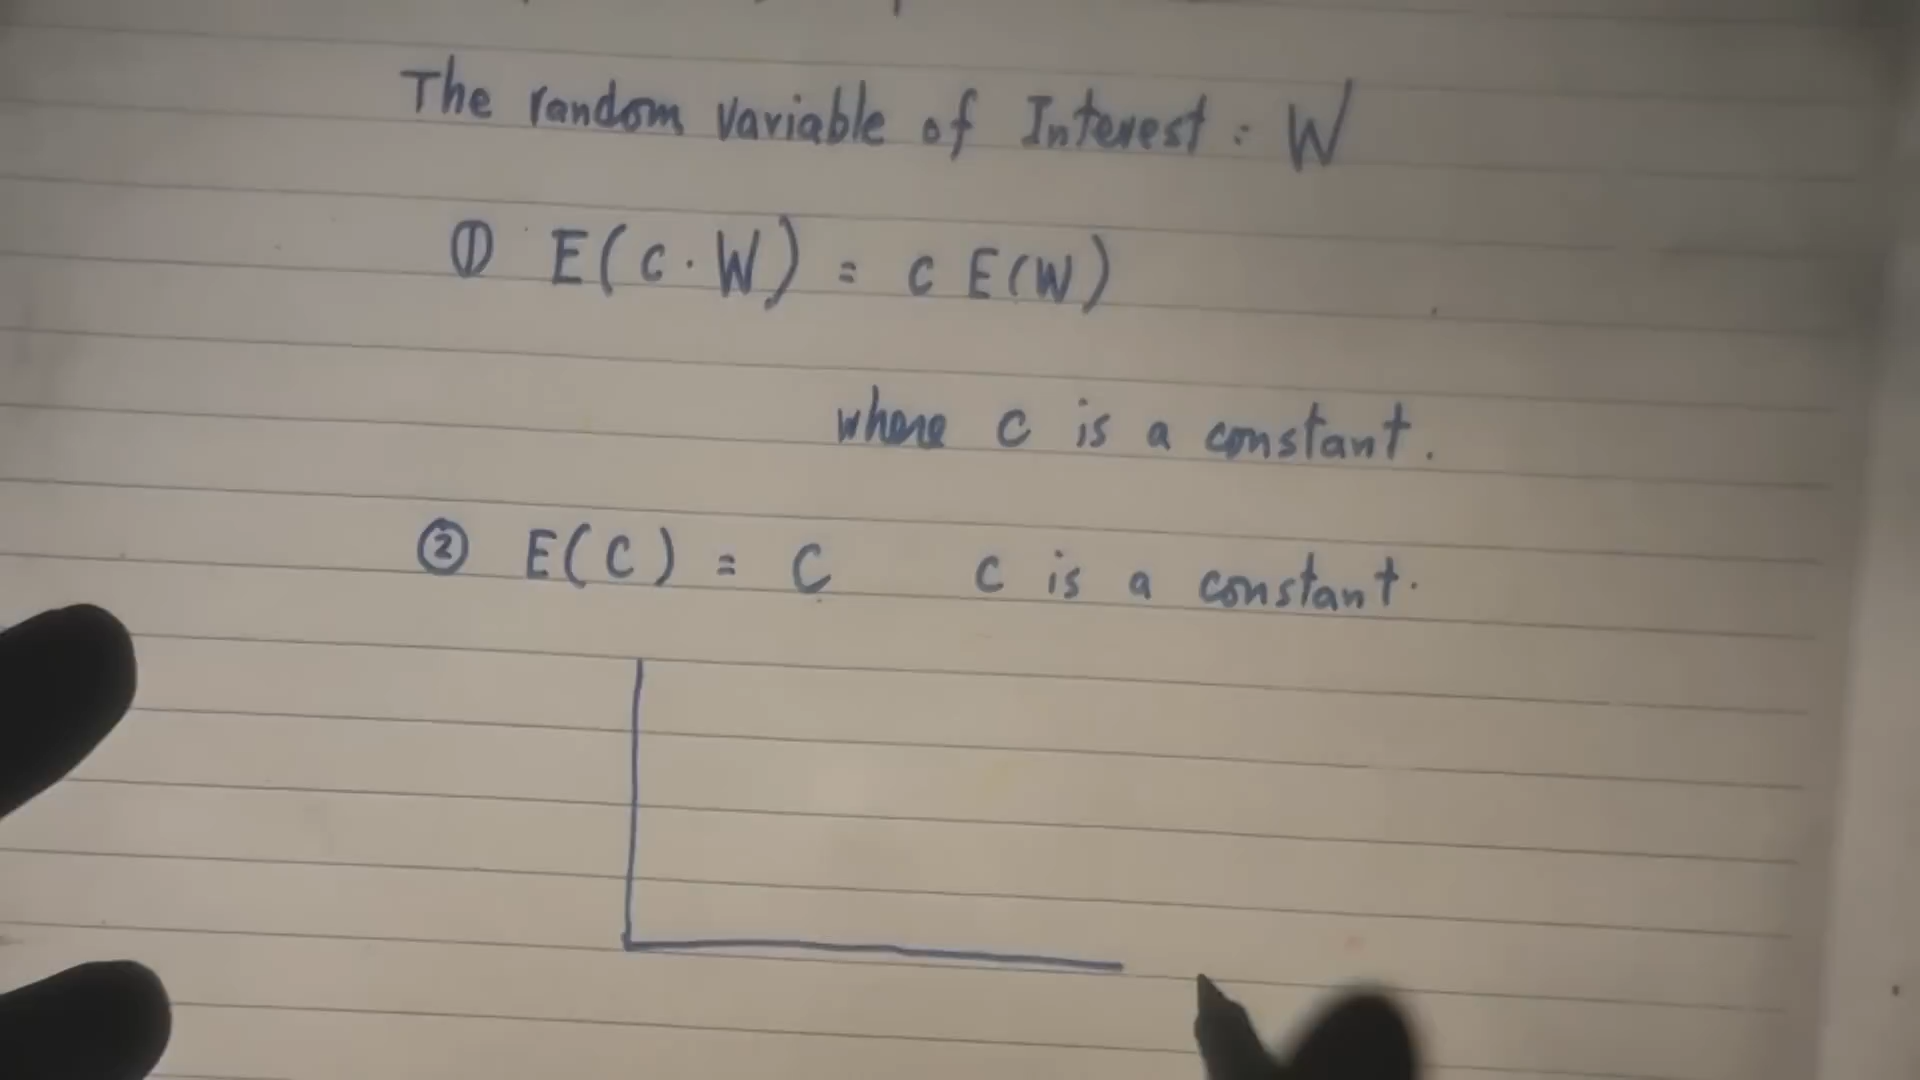 The random variable of Interest : W
① E(c · W) = c E(W)
where c is a constant.
② E(C) = C c is a constant.